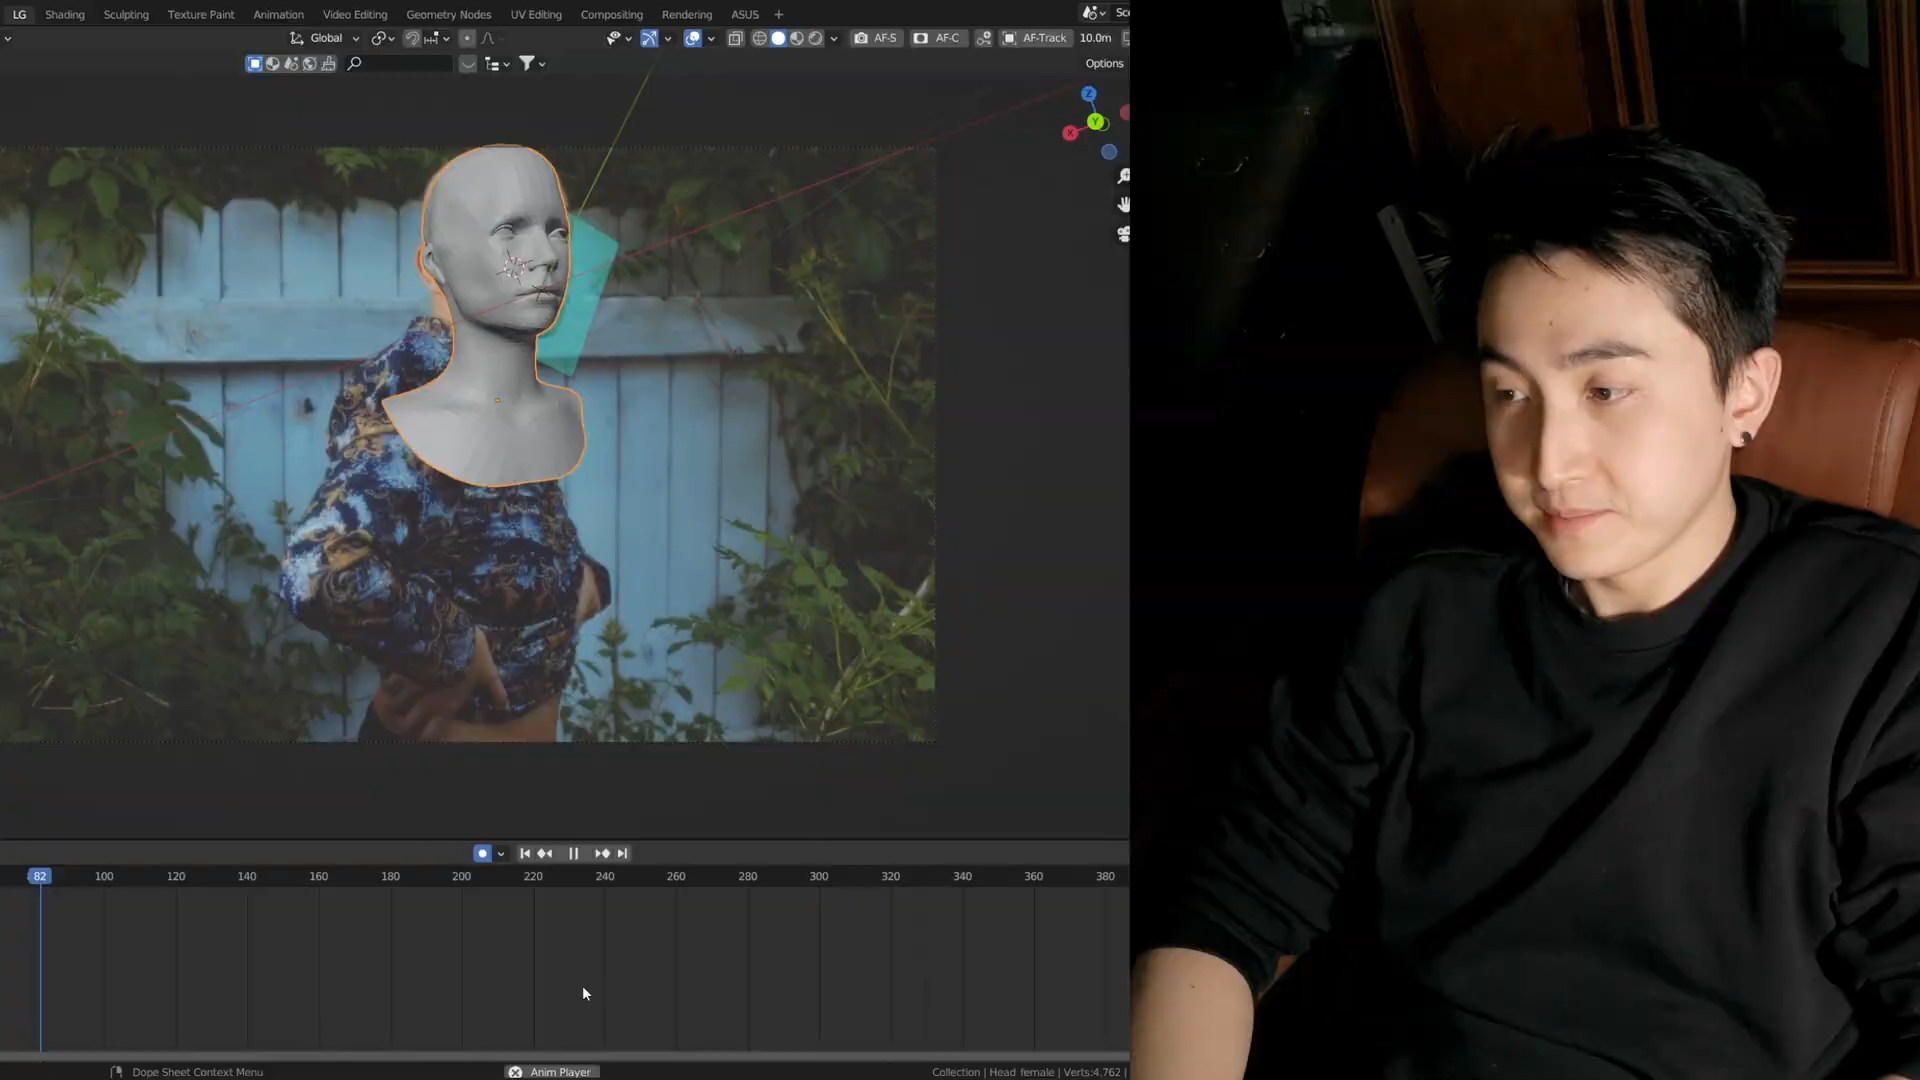 LG Shading Sculpting Texture Paint Animation Video Editing Geometry Nodes UV Editing Compositing Rendering ASUS +
Global AF-S AF-C AF-Track 10.0m
Options
Z
Y
X
82 100 120 140 160 180 200 220 240 260 280 300 320 340 360 380
Dope Sheet Context Menu Anim Player Collection | Head female | Verts:4,762 |